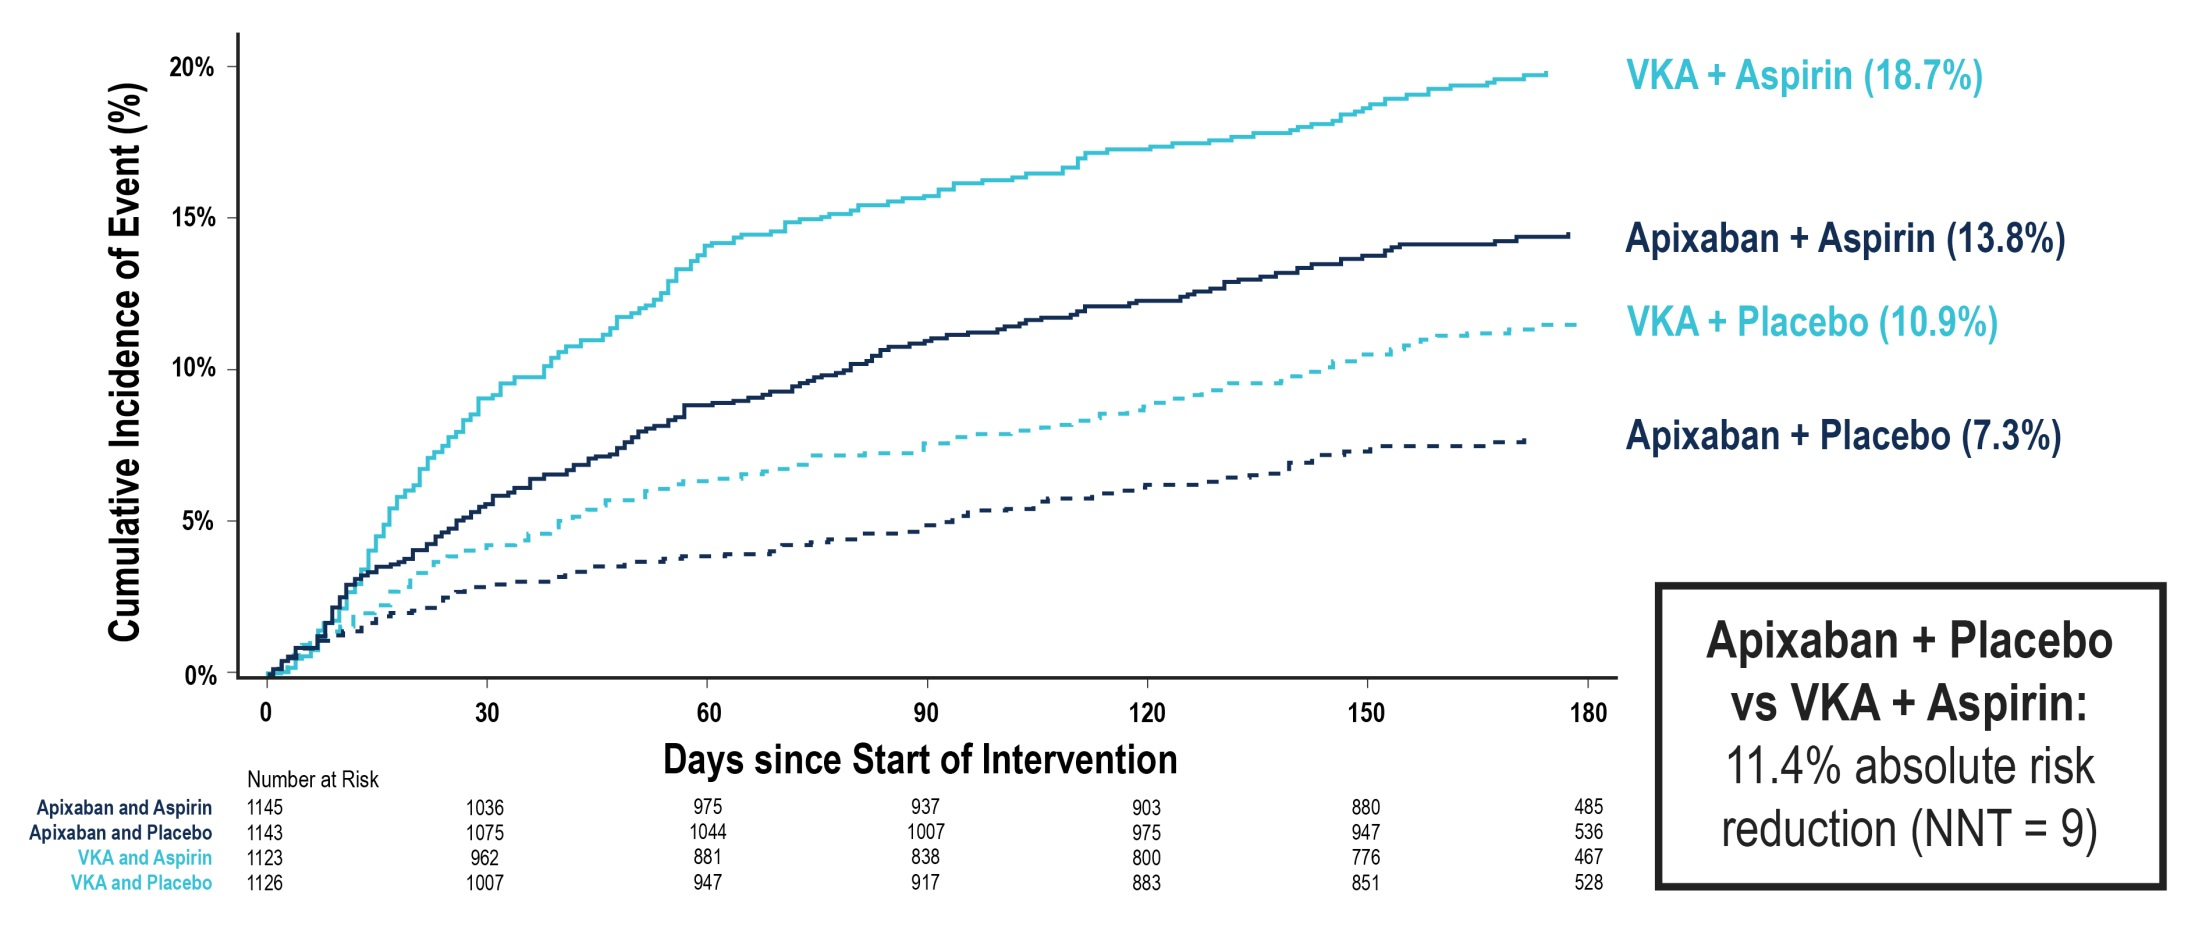 Cumulative Incidence of Event (%)
20%
15%
10%
5%
0%
VKA + Aspirin (18.7%)
Apixaban + Aspirin (13.8%)
VKA + Placebo (10.9%)
Apixaban + Placebo (7.3%)
0 30 60 90 120 150 180
Days since Start of Intervention
Apixaban + Placebo
vs VKA + Aspirin:
11.4% absolute risk
reduction (NNT = 9)
Number at Risk
Apixaban and Aspirin 1145 1036 975 937 903 880 485
Apixaban and Placebo 1143 1075 1044 1007 975 947 536
VKA and Aspirin 1123 962 881 838 800 776 467
VKA and Placebo 1126 1007 947 917 883 851 528